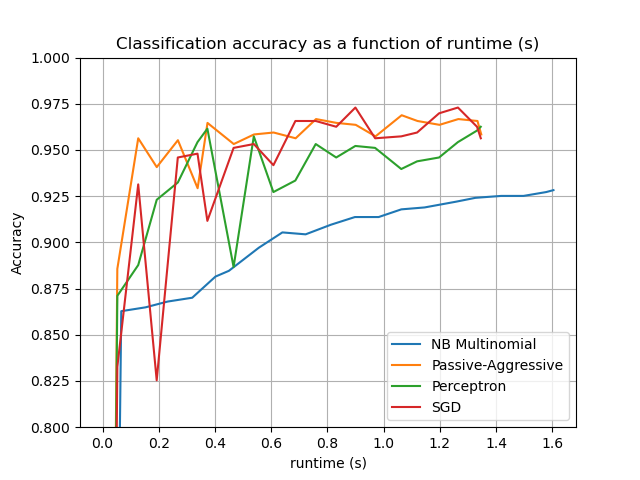 Classification accuracy as a function of runtime (s)
1.000
0.975
0.950
0.925
0.900
0.875
0.850
0.825
0.800
Accuracy
NB Multinomial
Passive-Aggressive
Perceptron
SGD
0.0 0.2 0.4 0.6 0.8 1.0 1.2 1.4 1.6
runtime (s)